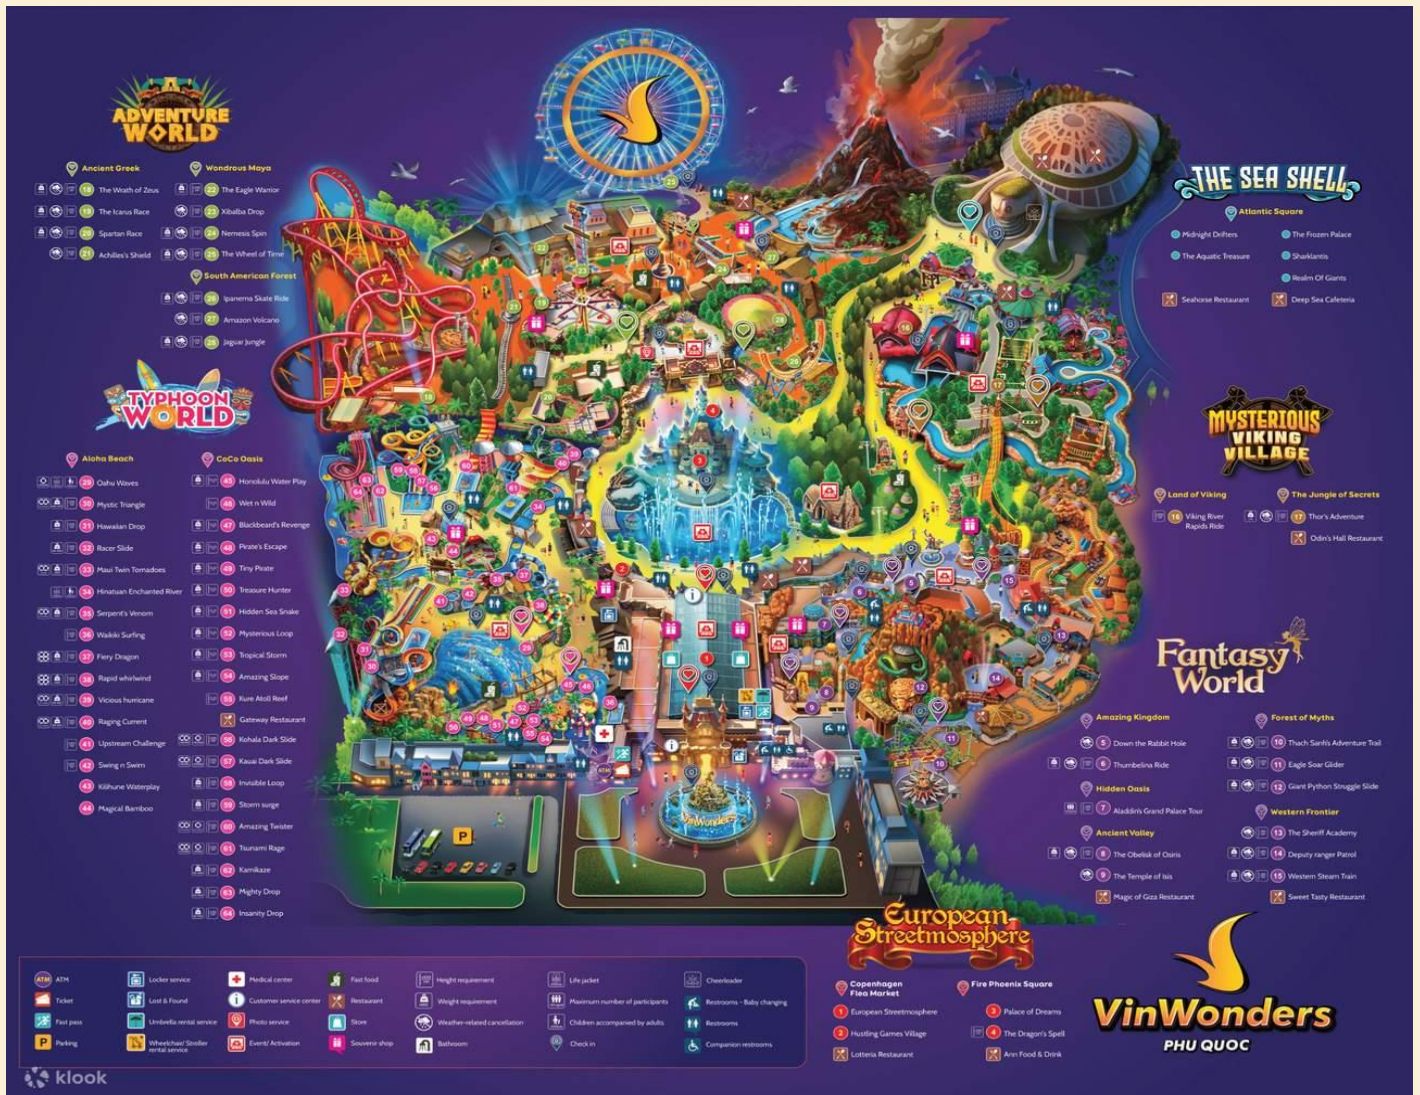 ADVENTURE
WORLD
Ancient Greek
18 The Wrath of Zeus
19 The Icarus Race
20 Spartan Race
21 Achilles's Shield
Wondrous Maya
22 The Eagle Warrior
23 Xibalba Drop
24 Nemesis Spin
25 The Wheel of Time
South American Forest
26 Ipanema Skate Ride
27 Amazon Volcano
28 Jaguar Jungle
TYPHOON
WORLD
Aloha Beach
29 Oahu Waves
30 Mystic Triangle
31 Hawaiian Drop
32 Racer Slide
33 Maui Twin Tornadoes
34 Hinatuan Enchanted River
35 Serpent's Venom
36 Waikiki Surfing
37 Fiery Dragon
38 Rapid whirlwind
39 Vicious hurricane
40 Raging Current
41 Upstream Challenge
42 Swing n Swim
43 Kilihune Waterplay
44 Magical Bamboo
CoCo Oasis
45 Honolulu Water Play
46 Wet n Wild
47 Blackbeard's Revenge
48 Pirate's Escape
49 Tiny Pirate
50 Treasure Hunter
51 Hidden Sea Snake
52 Mysterious Loop
53 Tropical Storm
54 Amazing Slope
55 Kure Atoll Reef
Gateway Restaurant
56 Kohala Dark Slide
57 Kauai Dark Slide
58 Invisible Loop
59 Storm surge
60 Amazing Twister
61 Tsunami Rage
62 Kamikaze
63 Mighty Drop
64 Insanity Drop
THE SEA SHELL
Atlantic Square
Midnight Drifters
The Aquatic Treasure
The Frozen Palace
Sharklantis
Realm Of Giants
Seahorse Restaurant
Deep Sea Cafeteria
MYSTERIOUS
VIKING
VILLAGE
Land of Viking
16 Viking River
Rapids Ride
The Jungle of Secrets
17 Thor's Adventure
Odin's Hall Restaurant
Fantasy
World
Amazing Kingdom
5 Down the Rabbit Hole
6 Thumbelina Ride
Hidden Oasis
7 Aladdin's Grand Palace Tour
Ancient Valley
8 The Obelisk of Osiris
9 The Temple of Isis
Magic of Giza Restaurant
Forest of Myths
10 Thach Sanh's Adventure Trail
11 Eagle Soar Glider
12 Giant Python Struggle Slide
Western Frontier
13 The Sheriff Academy
14 Deputy ranger Patrol
15 Western Steam Train
Sweet Tasty Restaurant
VinWonders
P
European
Streetmosphere
Copenhagen
Flea Market
1 European Streetmosphere
2 Hustling Games Village
Lotteria Restaurant
Fire Phoenix Square
3 Palace of Dreams
4 The Dragon's Spell
Ann Food & Drink
VinWonders
PHU QUOC
ATM ATM
Ticket
Fast pass
P Parking
Locker service
Lost & Found
Umbrella rental service
Wheelchair/ Stroller
rental service
Medical center
i Customer service center
Photo service
Event/ Activation
Fast food
Restaurant
Store
Souvenir shop
Height requirement
Weight requirement
Weather-related cancellation
Bathroom
Life jacket
Maximum number of participants
Children accompanied by adults
Check in
Cheerleader
Restrooms - Baby changing
Restrooms
Companion restrooms
klook